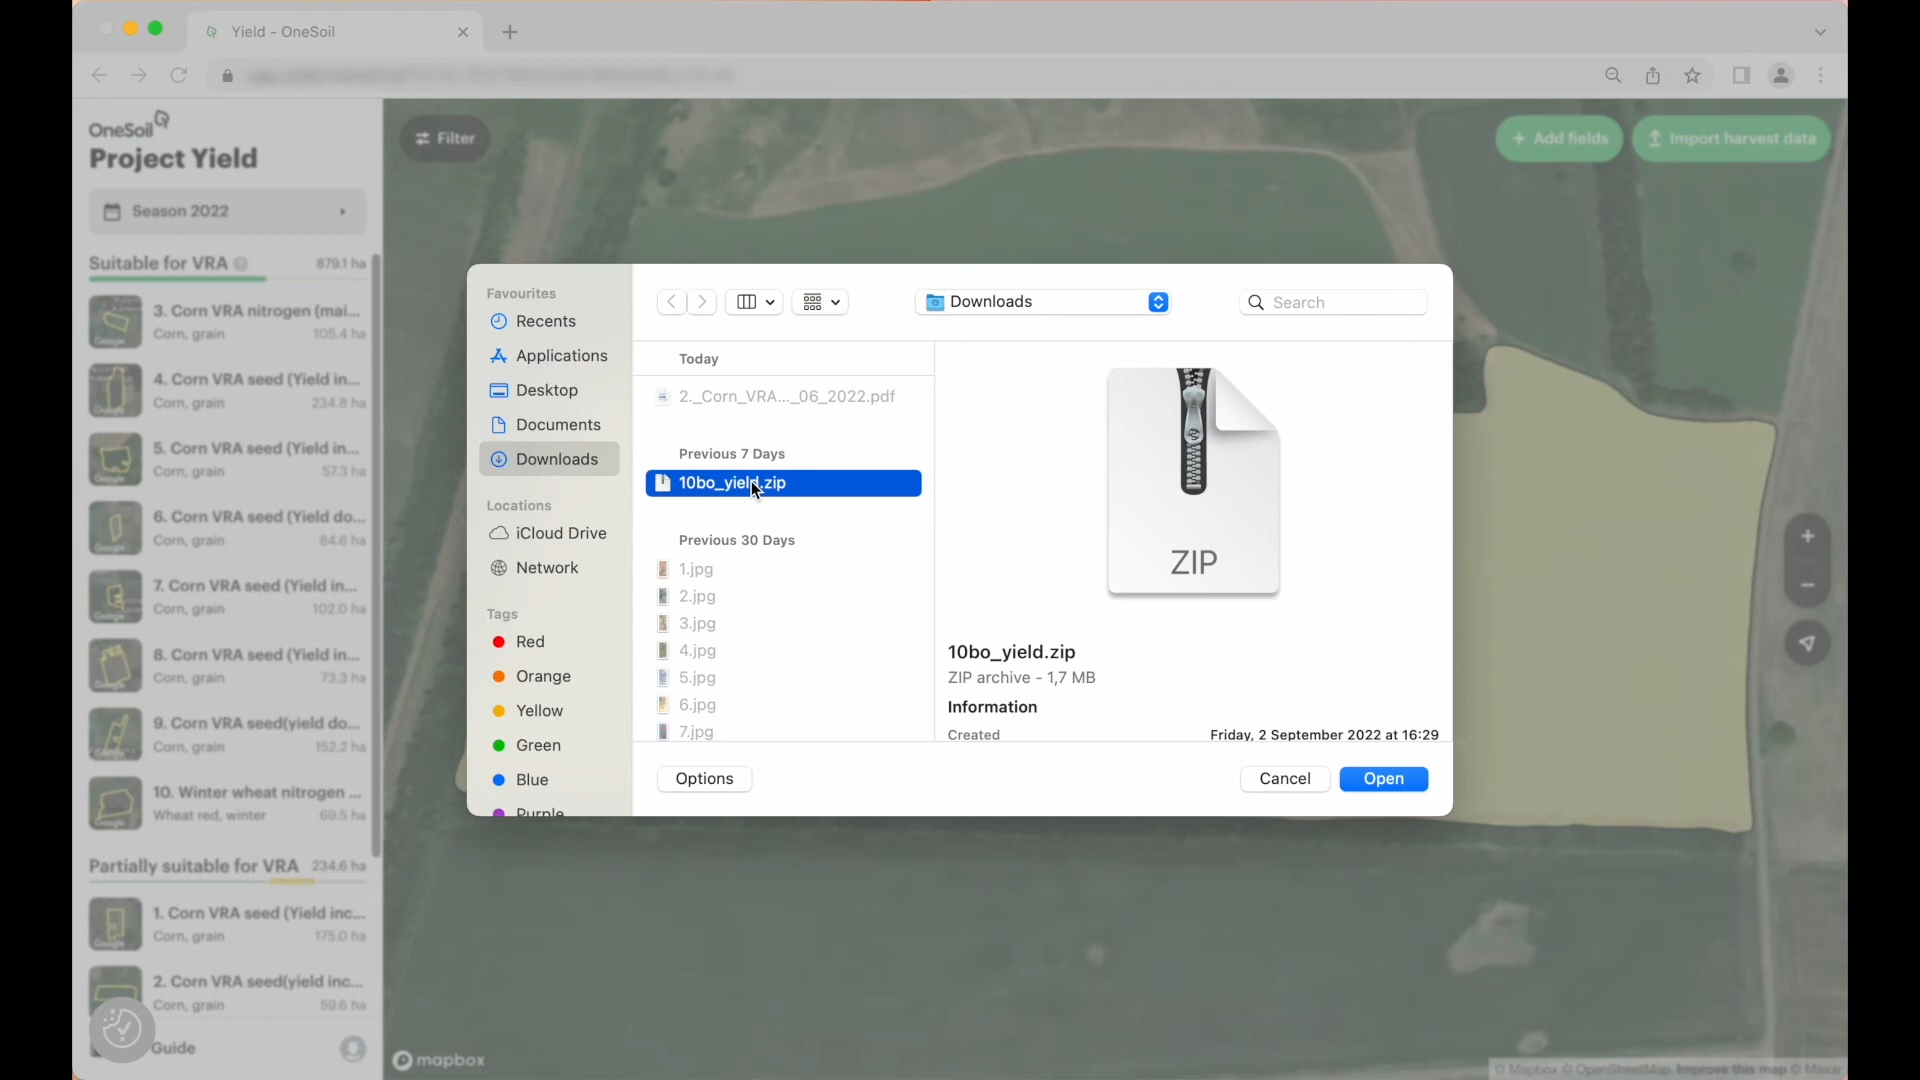 Yield - OneSoil
OneSoil
Project Yield
Season 2022
Suitable for VRA
879.1 ha
3. Corn VRA nitrogen (mai...
Corn, grain
105.4 ha
4. Corn VRA seed (Yield in...
Corn, grain
234.8 ha
5. Corn VRA seed (Yield in...
Corn, grain
57.3 ha
6. Corn VRA seed (Yield do...
Corn, grain
84.6 ha
7. Corn VRA seed (Yield in...
Corn, grain
102.0 ha
8. Corn VRA seed (Yield in...
Corn, grain
73.3 ha
9. Corn VRA seed(yield do...
Corn, grain
152.2 ha
10. Winter wheat nitrogen ...
Wheat red, winter
69.5 ha
Partially suitable for VRA
234.6 ha
1. Corn VRA seed (Yield inc...
Corn, grain
175.0 ha
2. Corn VRA seed(yield inc...
Corn, grain
59.6 ha
Guide
Filter
+ Add fields
Import harvest data
Favourites
Recents
Applications
Desktop
Documents
Downloads
Locations
iCloud Drive
Network
Tags
Red
Orange
Yellow
Green
Blue
Purple
Downloads
Search
Today
2._Corn_VRA..._06_2022.pdf
Previous 7 Days
10bo_yield.zip
Previous 30 Days
1.jpg
2.jpg
3.jpg
4.jpg
5.jpg
6.jpg
7.jpg
ZIP
10bo_yield.zip
ZIP archive - 1,7 MB
Information
Created
Friday, 2 September 2022 at 16:29
Options
Cancel
Open
mapbox
© Mapbox © OpenStreetMap Improve this map © Maxar